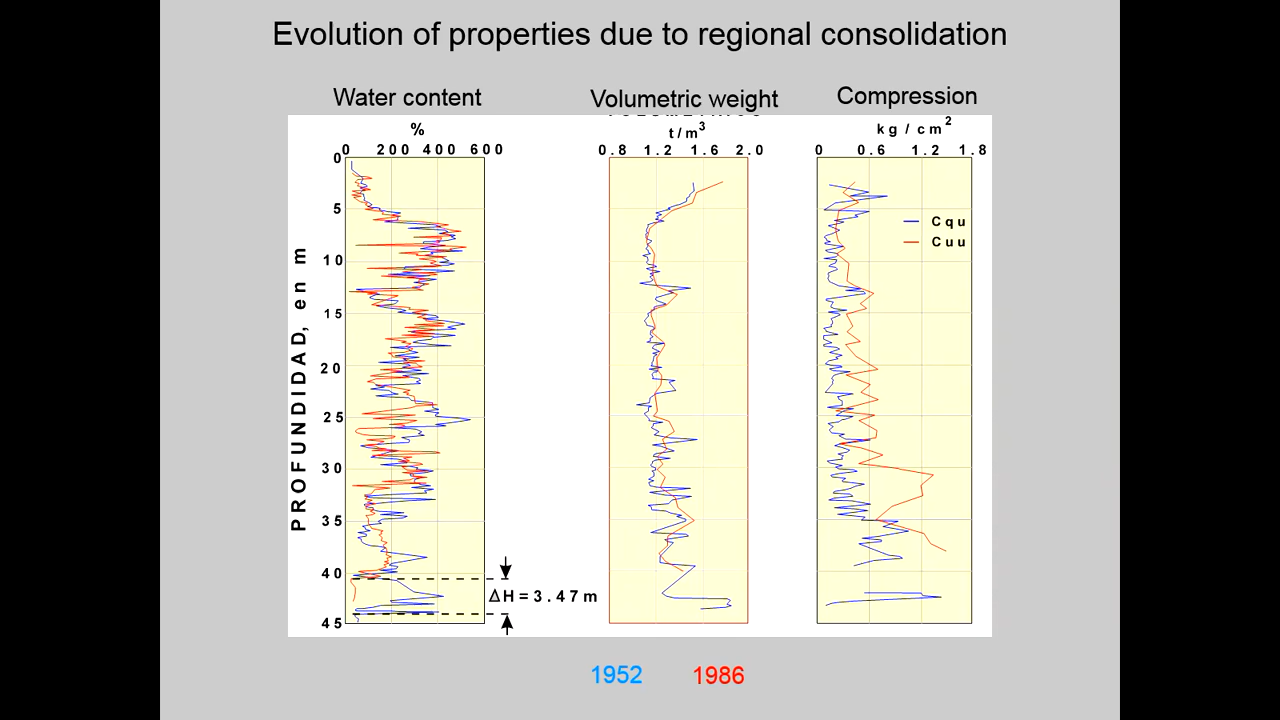 Evolution of properties due to regional consolidation
Water content
Volumetric weight
Compression
%
t/m³
kg / cm²
0 200 400 600
0.8 1.2 1.6 2.0
0 0.6 1.2 1.8
0
5
10
15
20
25
30
35
40
45
PROFUNDIDAD, en m
Cqu
Cuu
ΔH = 3.47 m
1952 1986